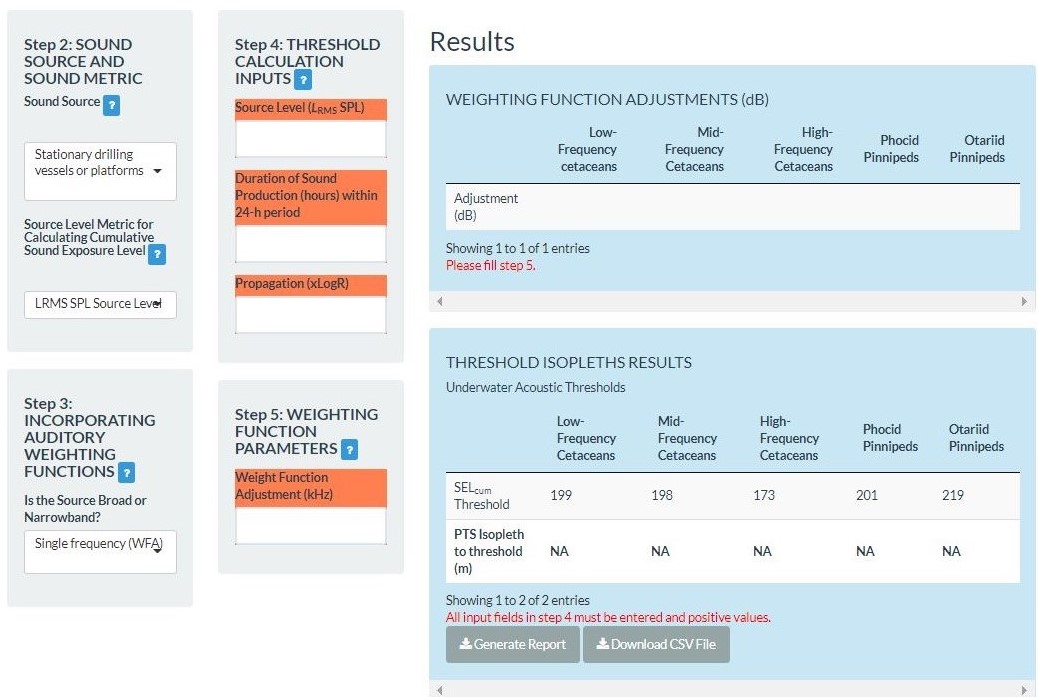 Step 2: SOUND
SOURCE AND
SOUND METRIC
Sound Source ?
Stationary drilling
vessels or platforms
Source Level Metric for
Calculating Cumulative
Sound Exposure Level ?
LRMS SPL Source Level
Step 3:
INCORPORATING
AUDITORY
WEIGHTING
FUNCTIONS ?
Is the Source Broad or
Narrowband?
Single frequency (WFA)
Step 4: THRESHOLD
CALCULATION
INPUTS ?
Source Level (LRMS SPL)
Duration of Sound
Production (hours) within
24-h period
Propagation (xLogR)
Step 5: WEIGHTING
FUNCTION
PARAMETERS ?
Weight Function
Adjustment (kHz)
Results
WEIGHTING FUNCTION ADJUSTMENTS (dB)
Low-
Frequency
cetaceans
Mid-
Frequency
Cetaceans
High-
Frequency
Cetaceans
Phocid
Pinnipeds
Otariid
Pinnipeds
Adjustment
(dB)
Showing 1 to 1 of 1 entries
Please fill step 5.
THRESHOLD ISOPLETHS RESULTS
Underwater Acoustic Thresholds
Low-
Frequency
Cetaceans
Mid-
Frequency
Cetaceans
High-
Frequency
Cetaceans
Phocid
Pinnipeds
Otariid
Pinnipeds
SELcum
Threshold
199 198 173 201 219
PTS Isopleth
to threshold
(m)
NA NA NA NA NA
Showing 1 to 2 of 2 entries
All input fields in step 4 must be entered and positive values.
Generate Report Download CSV File